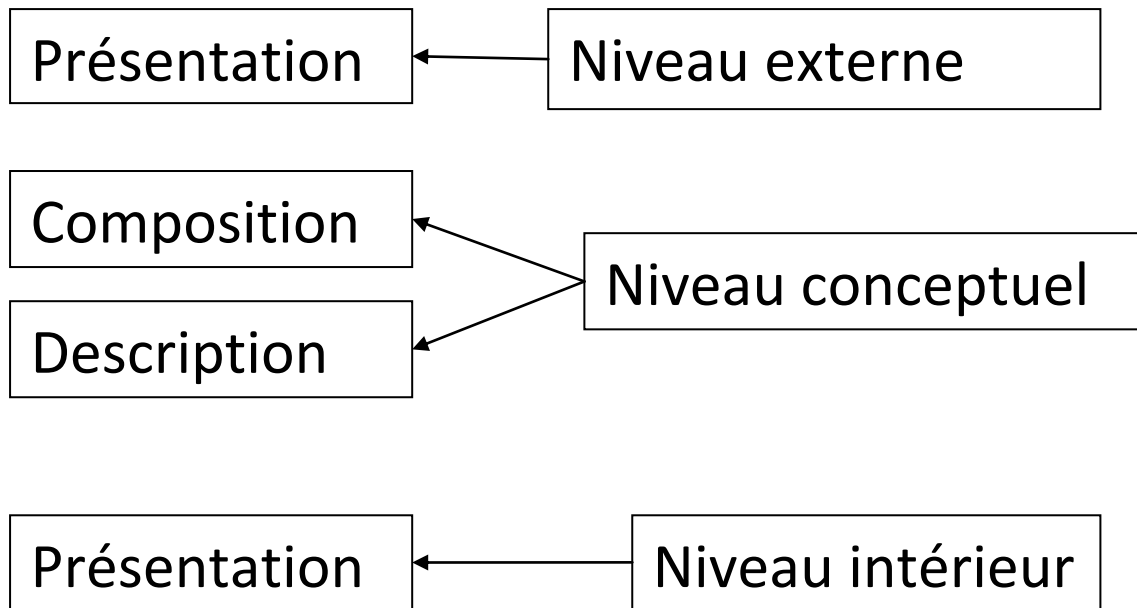 Présentation
Niveau externe
Composition
Niveau conceptuel
Description
Présentation
Niveau intérieur